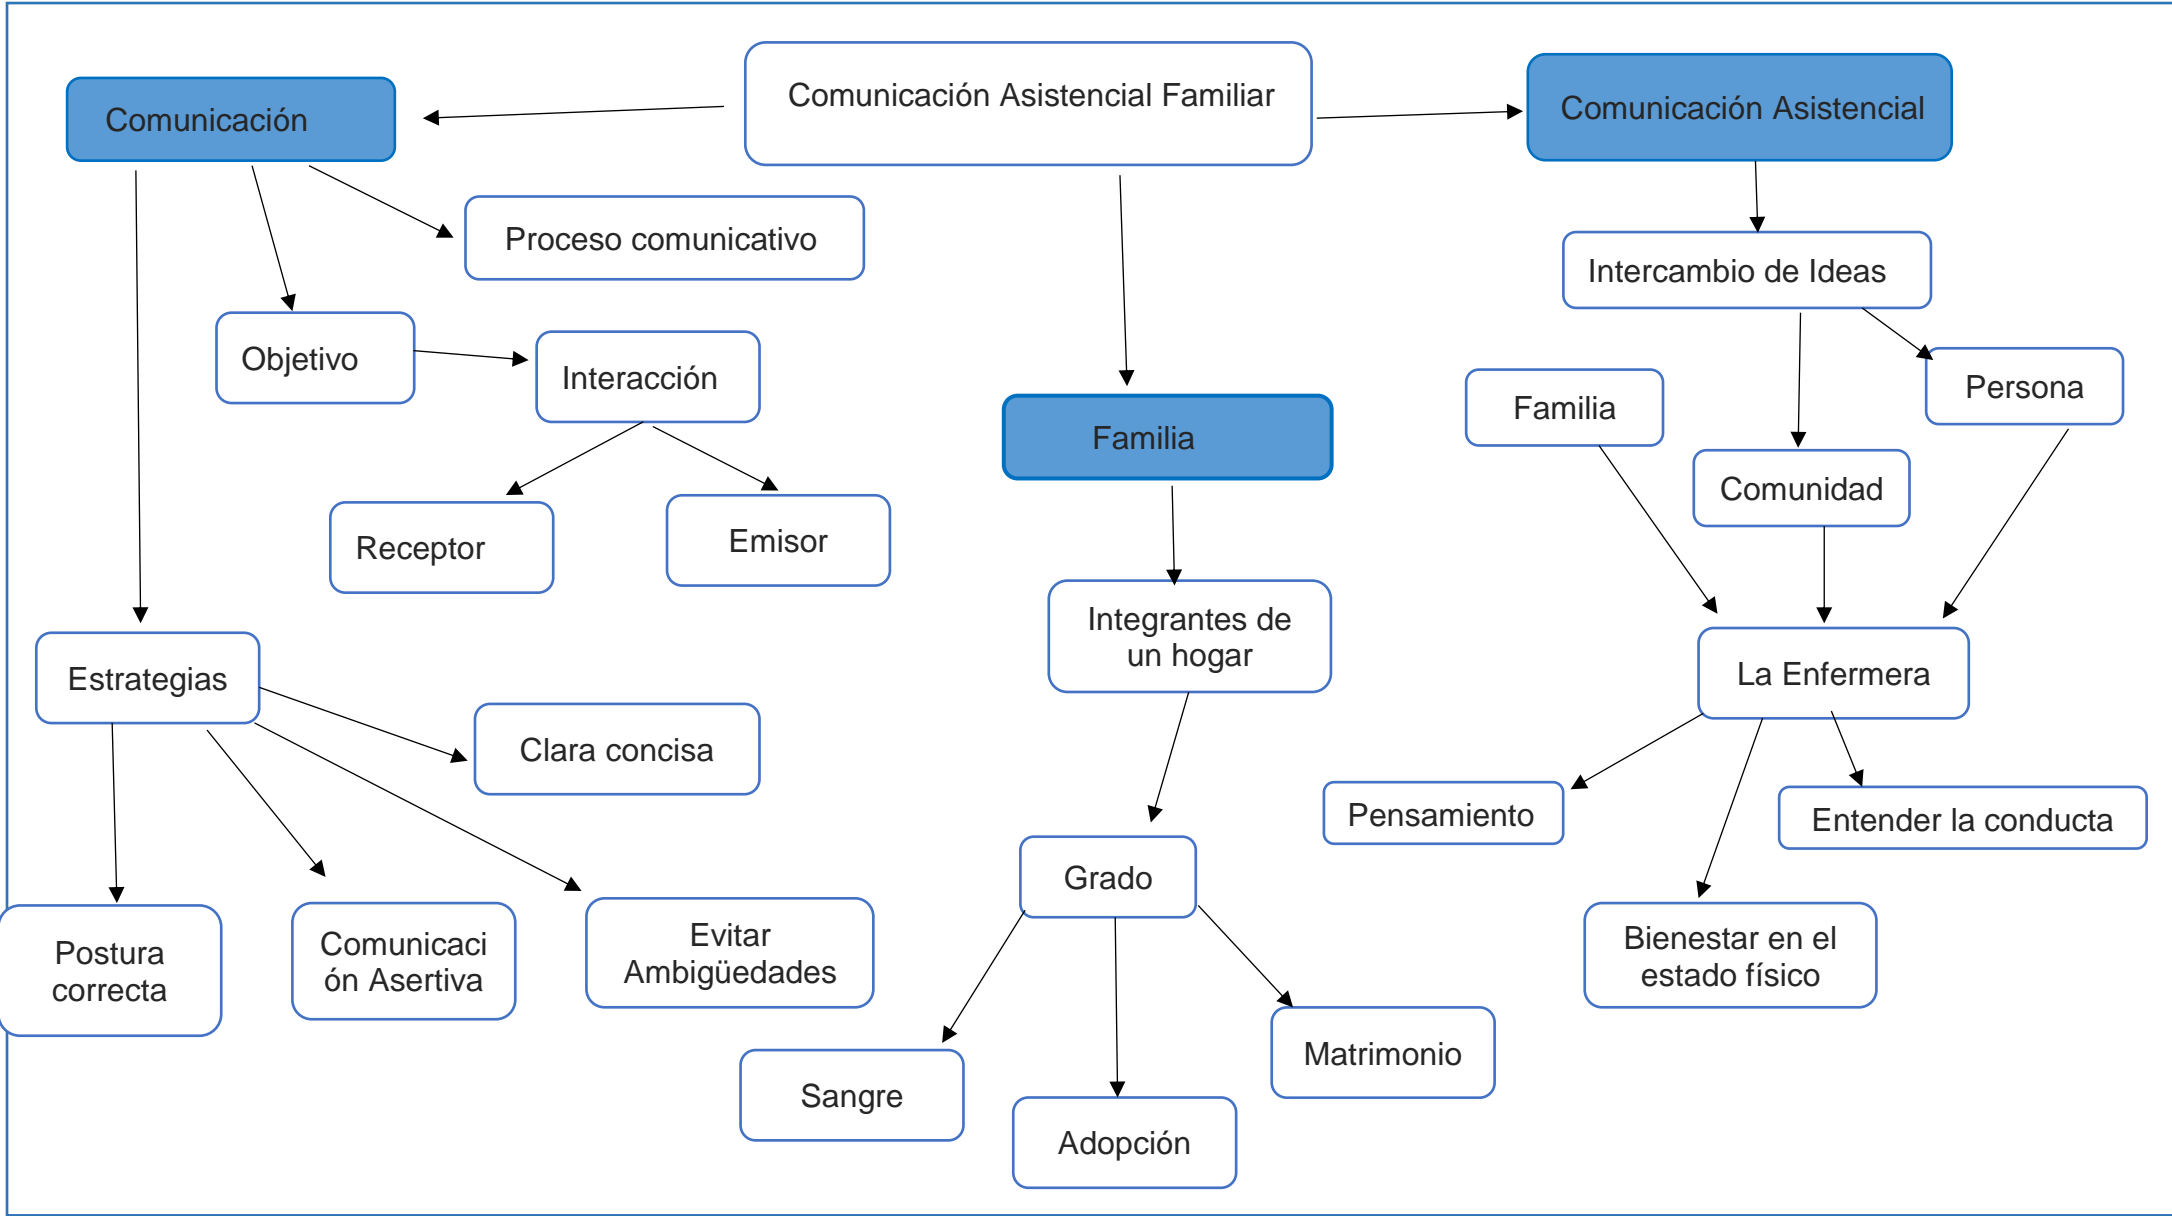 Comunicación Asistencial Familiar
Comunicación
Comunicación Asistencial
Proceso comunicativo
Intercambio de Ideas
Objetivo
Interacción
Persona
Familia
Familia
Comunidad
Receptor
Emisor
Integrantes de
un hogar
Estrategias
La Enfermera
Clara concisa
Pensamiento
Entender la conducta
Grado
Postura
correcta
Comunicaci
ón Asertiva
Evitar
Ambigüedades
Bienestar en el
estado físico
Matrimonio
Sangre
Adopción